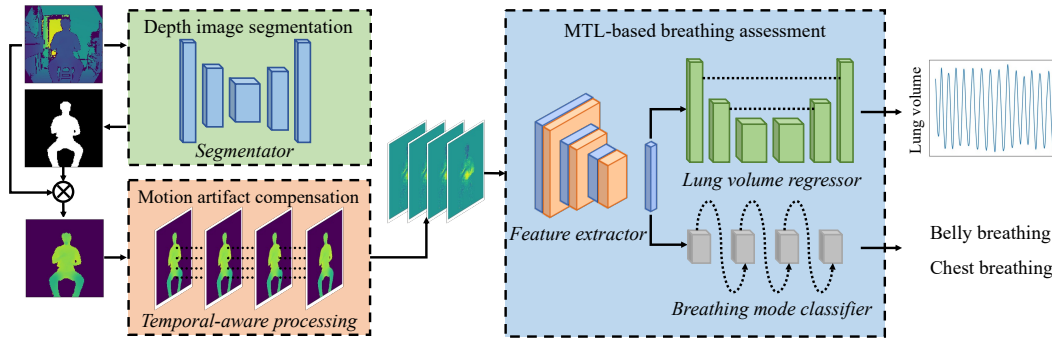 Depth image segmentation
Segmentator
Motion artifact compensation
Temporal-aware processing
MTL-based breathing assessment
Feature extractor
Lung volume regressor
Breathing mode classifier
Lung volume
Belly breathing
Chest breathing